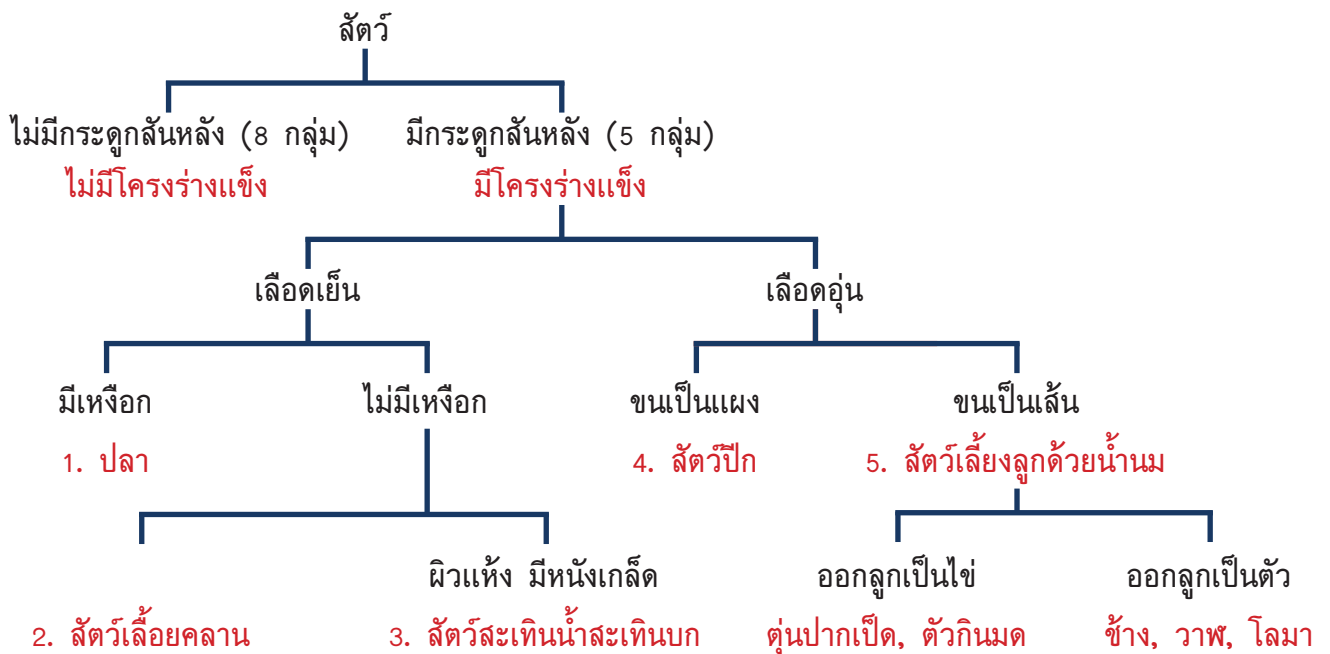 สัตว์
ไม่มีกระดูกสันหลัง (8 กลุ่ม) มีกระดูกสันหลัง (5 กลุ่ม)
ไม่มีโครงร่างแข็ง มีโครงร่างแข็ง
เลือดเย็น เลือดอุ่น
มีเหงือก ไม่มีเหงือก ขนเป็นแผง ขนเป็นเส้น
1. ปลา 4. สัตว์ปีก 5. สัตว์เลี้ยงลูกด้วยน้ำนม
ผิวแห้ง มีหนังเกล็ด ออกลูกเป็นไข่ ออกลูกเป็นตัว
2. สัตว์เลื้อยคลาน 3. สัตว์สะเทินน้ำสะเทินบก ตุ่นปากเป็ด, ตัวกินมด ช้าง, วาฬ, โลมา